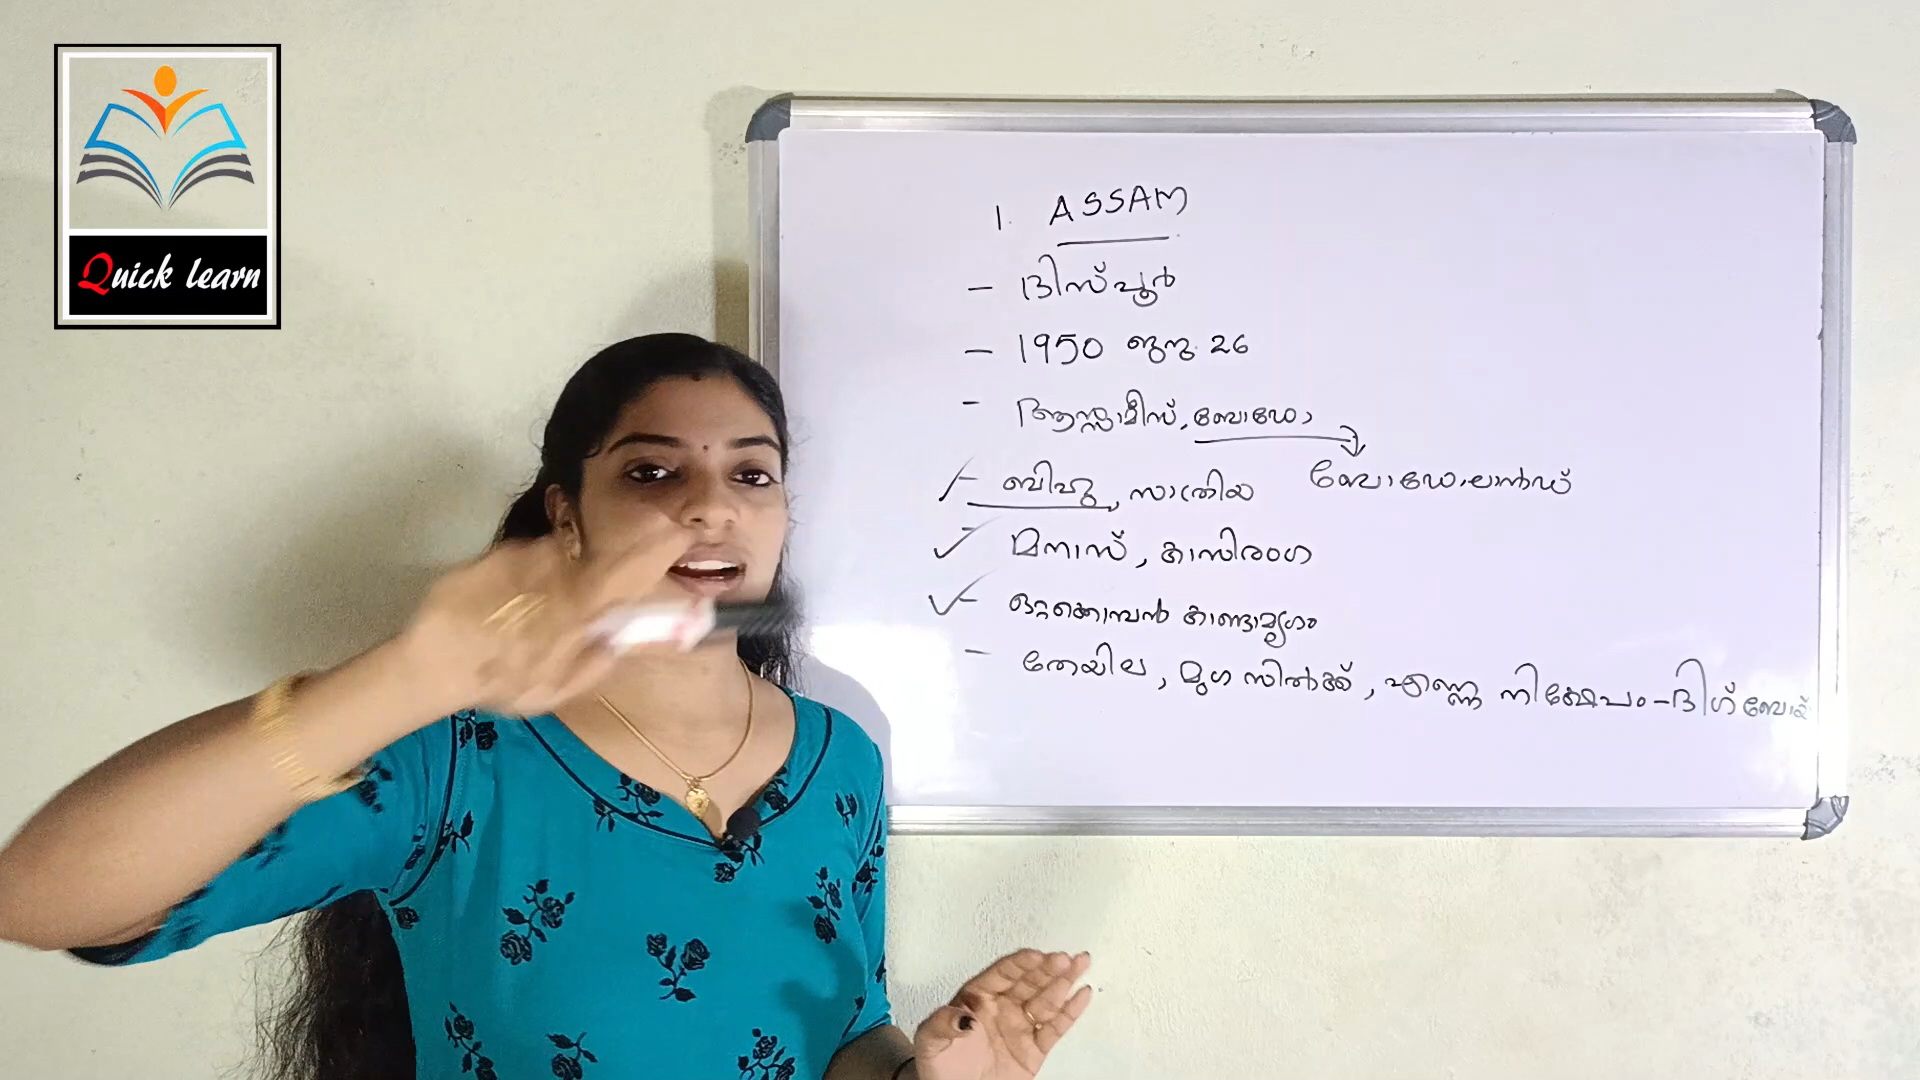 Quick learn
1. ASSAM
- ദിസ്പൂർ
- 1950 ജനു. 26
- ആസ്സാമീസ്, ബോഡോ
ബോഡോലാൻഡ്
- ബിഹു, സാത്രിയ
- മനാസ്, കാസിരംഗ
- ഒറ്റക്കൊമ്പൻ കാണ്ടാമൃഗം
- തേയില, മുഗ സിൽക്ക്, എണ്ണ നിക്ഷേപം - ദിഗ്ബോയ്